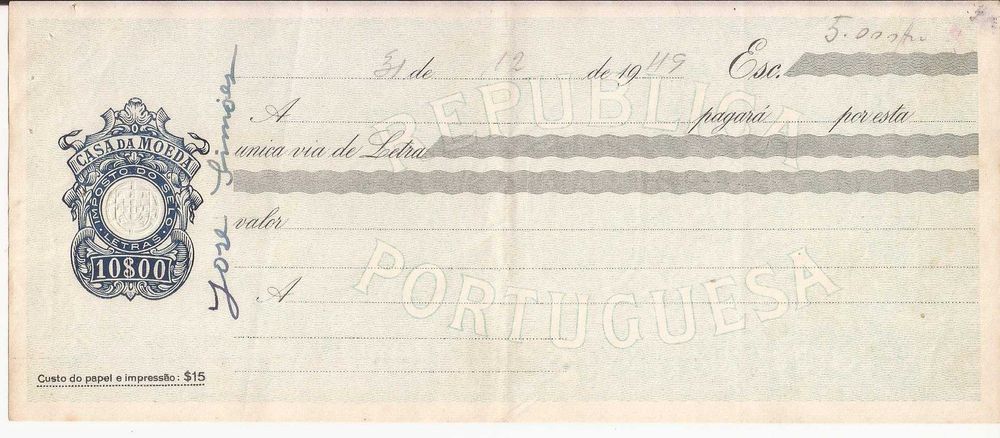 5.000$00
31 de 12 de 1949 Esc.
A pagará por esta
unica via de Letra
valor
A
REPUBLICA
PORTUGUESA
CASA DA MOEDA
IMPOSTO DO SELO
LETRAS
10$00
Jose Simões
Custo do papel e impressão: $15